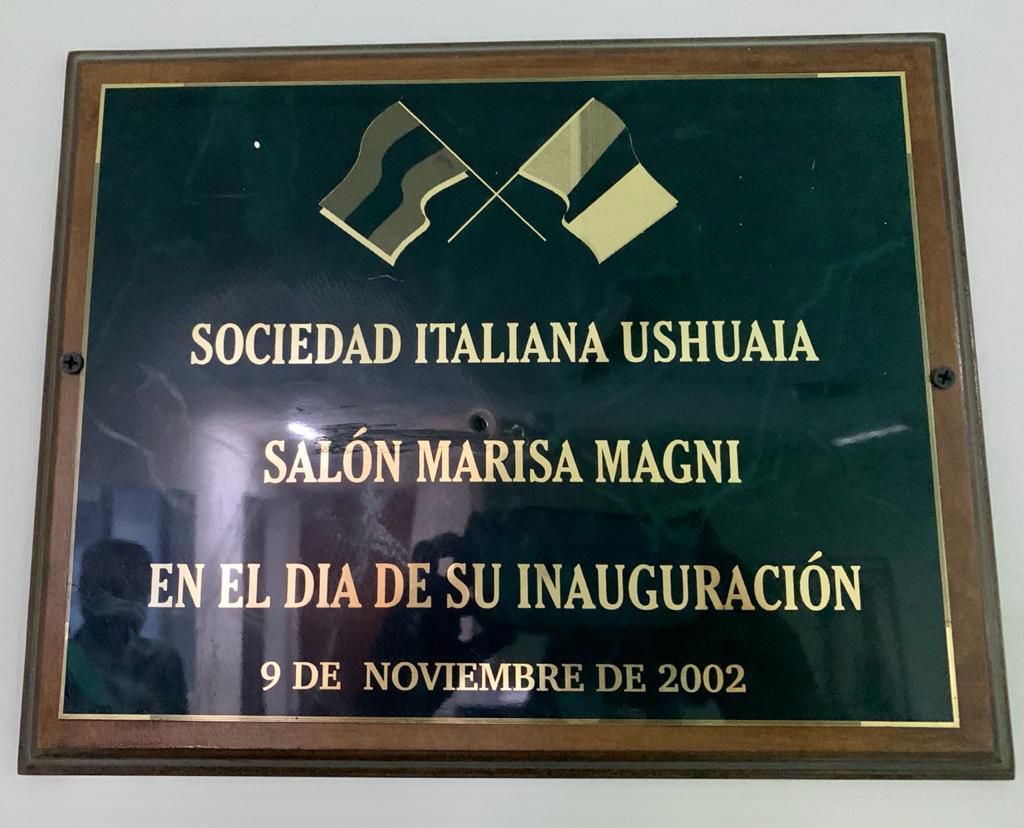 SOCIEDAD ITALIANA USHUAIA
SALÓN MARISA MAGNI
EN EL DIA DE SU INAUGURACIÓN
9 DE NOVIEMBRE DE 2002